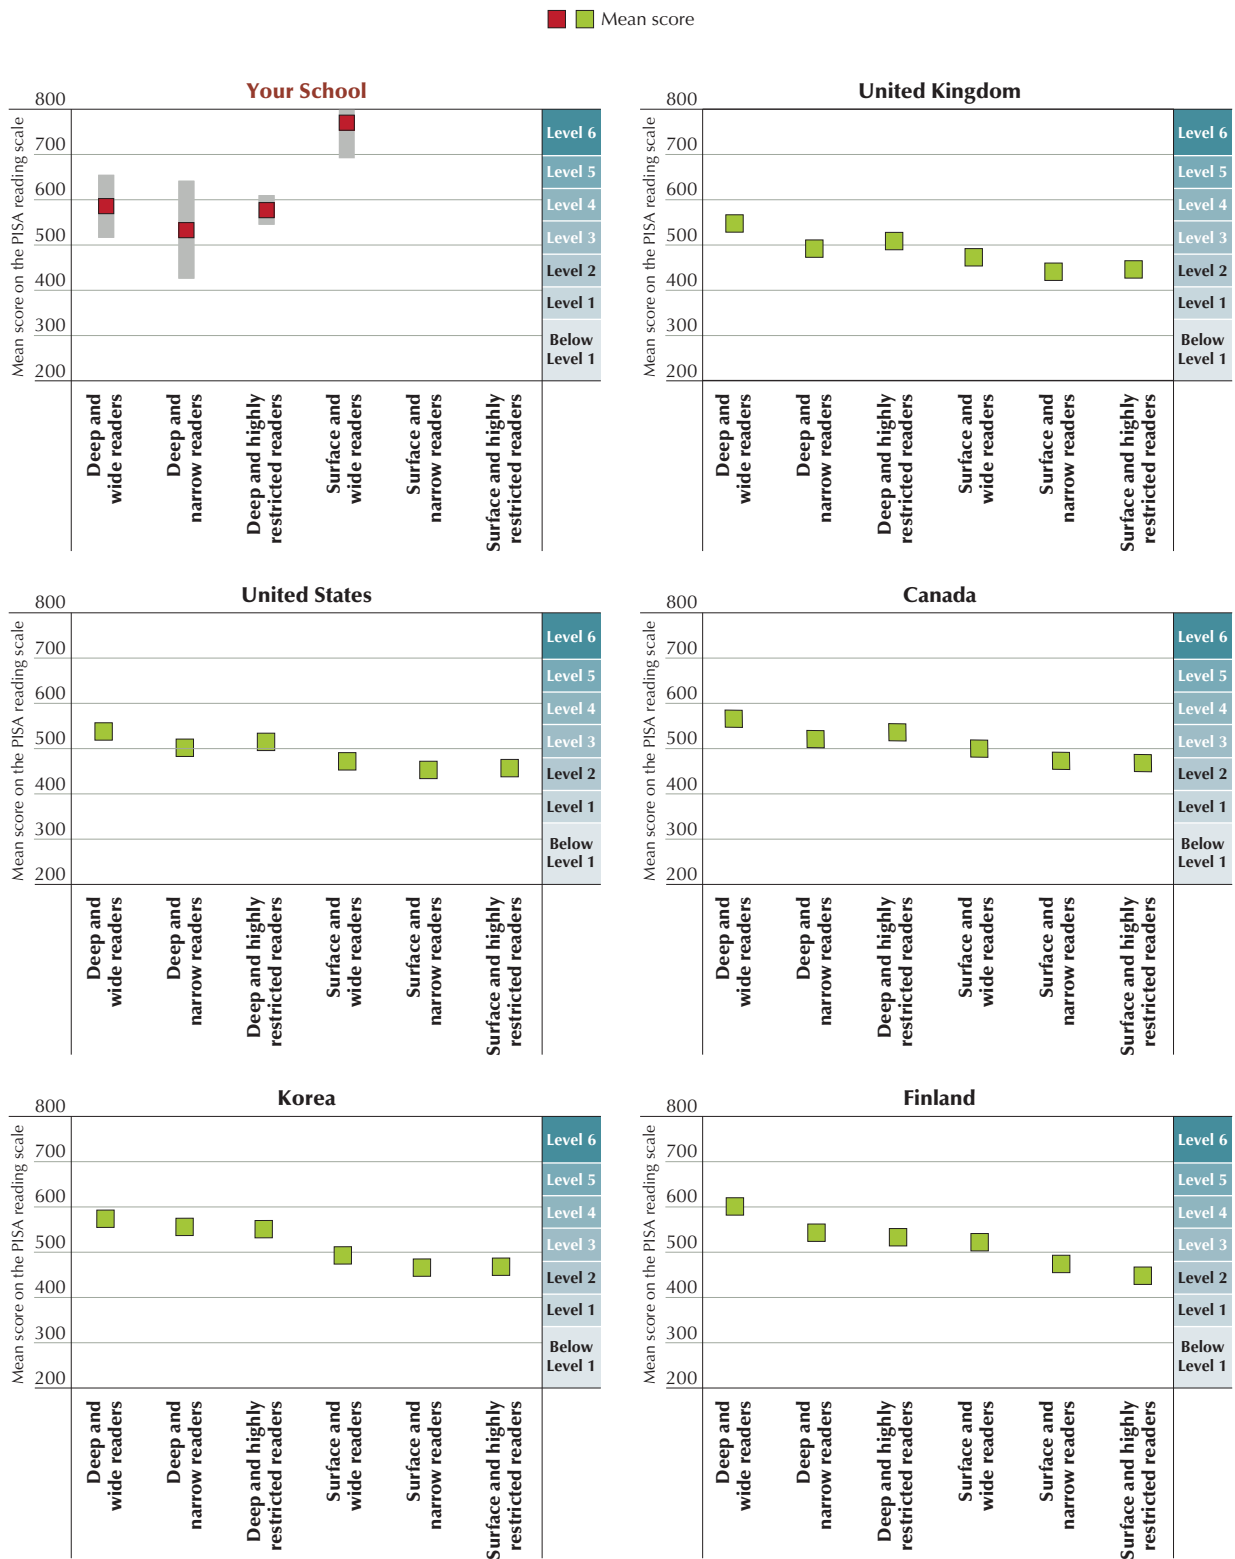 Mean score
Your School
Mean score on the PISA reading scale
800
700
600
500
400
300
200
Level 6
Level 5
Level 4
Level 3
Level 2
Level 1
Below
Level 1
Deep and
wide readers
Deep and
narrow readers
Deep and highly
restricted readers
Surface and
wide readers
Surface and
narrow readers
Surface and highly
restricted readers
United Kingdom
Mean score on the PISA reading scale
800
700
600
500
400
300
200
Level 6
Level 5
Level 4
Level 3
Level 2
Level 1
Below
Level 1
Deep and
wide readers
Deep and
narrow readers
Deep and highly
restricted readers
Surface and
wide readers
Surface and
narrow readers
Surface and highly
restricted readers
United States
Mean score on the PISA reading scale
800
700
600
500
400
300
200
Level 6
Level 5
Level 4
Level 3
Level 2
Level 1
Below
Level 1
Deep and
wide readers
Deep and
narrow readers
Deep and highly
restricted readers
Surface and
wide readers
Surface and
narrow readers
Surface and highly
restricted readers
Canada
Mean score on the PISA reading scale
800
700
600
500
400
300
200
Level 6
Level 5
Level 4
Level 3
Level 2
Level 1
Below
Level 1
Deep and
wide readers
Deep and
narrow readers
Deep and highly
restricted readers
Surface and
wide readers
Surface and
narrow readers
Surface and highly
restricted readers
Korea
Mean score on the PISA reading scale
800
700
600
500
400
300
200
Level 6
Level 5
Level 4
Level 3
Level 2
Level 1
Below
Level 1
Deep and
wide readers
Deep and
narrow readers
Deep and highly
restricted readers
Surface and
wide readers
Surface and
narrow readers
Surface and highly
restricted readers
Finland
Mean score on the PISA reading scale
800
700
600
500
400
300
200
Level 6
Level 5
Level 4
Level 3
Level 2
Level 1
Below
Level 1
Deep and
wide readers
Deep and
narrow readers
Deep and highly
restricted readers
Surface and
wide readers
Surface and
narrow readers
Surface and highly
restricted readers